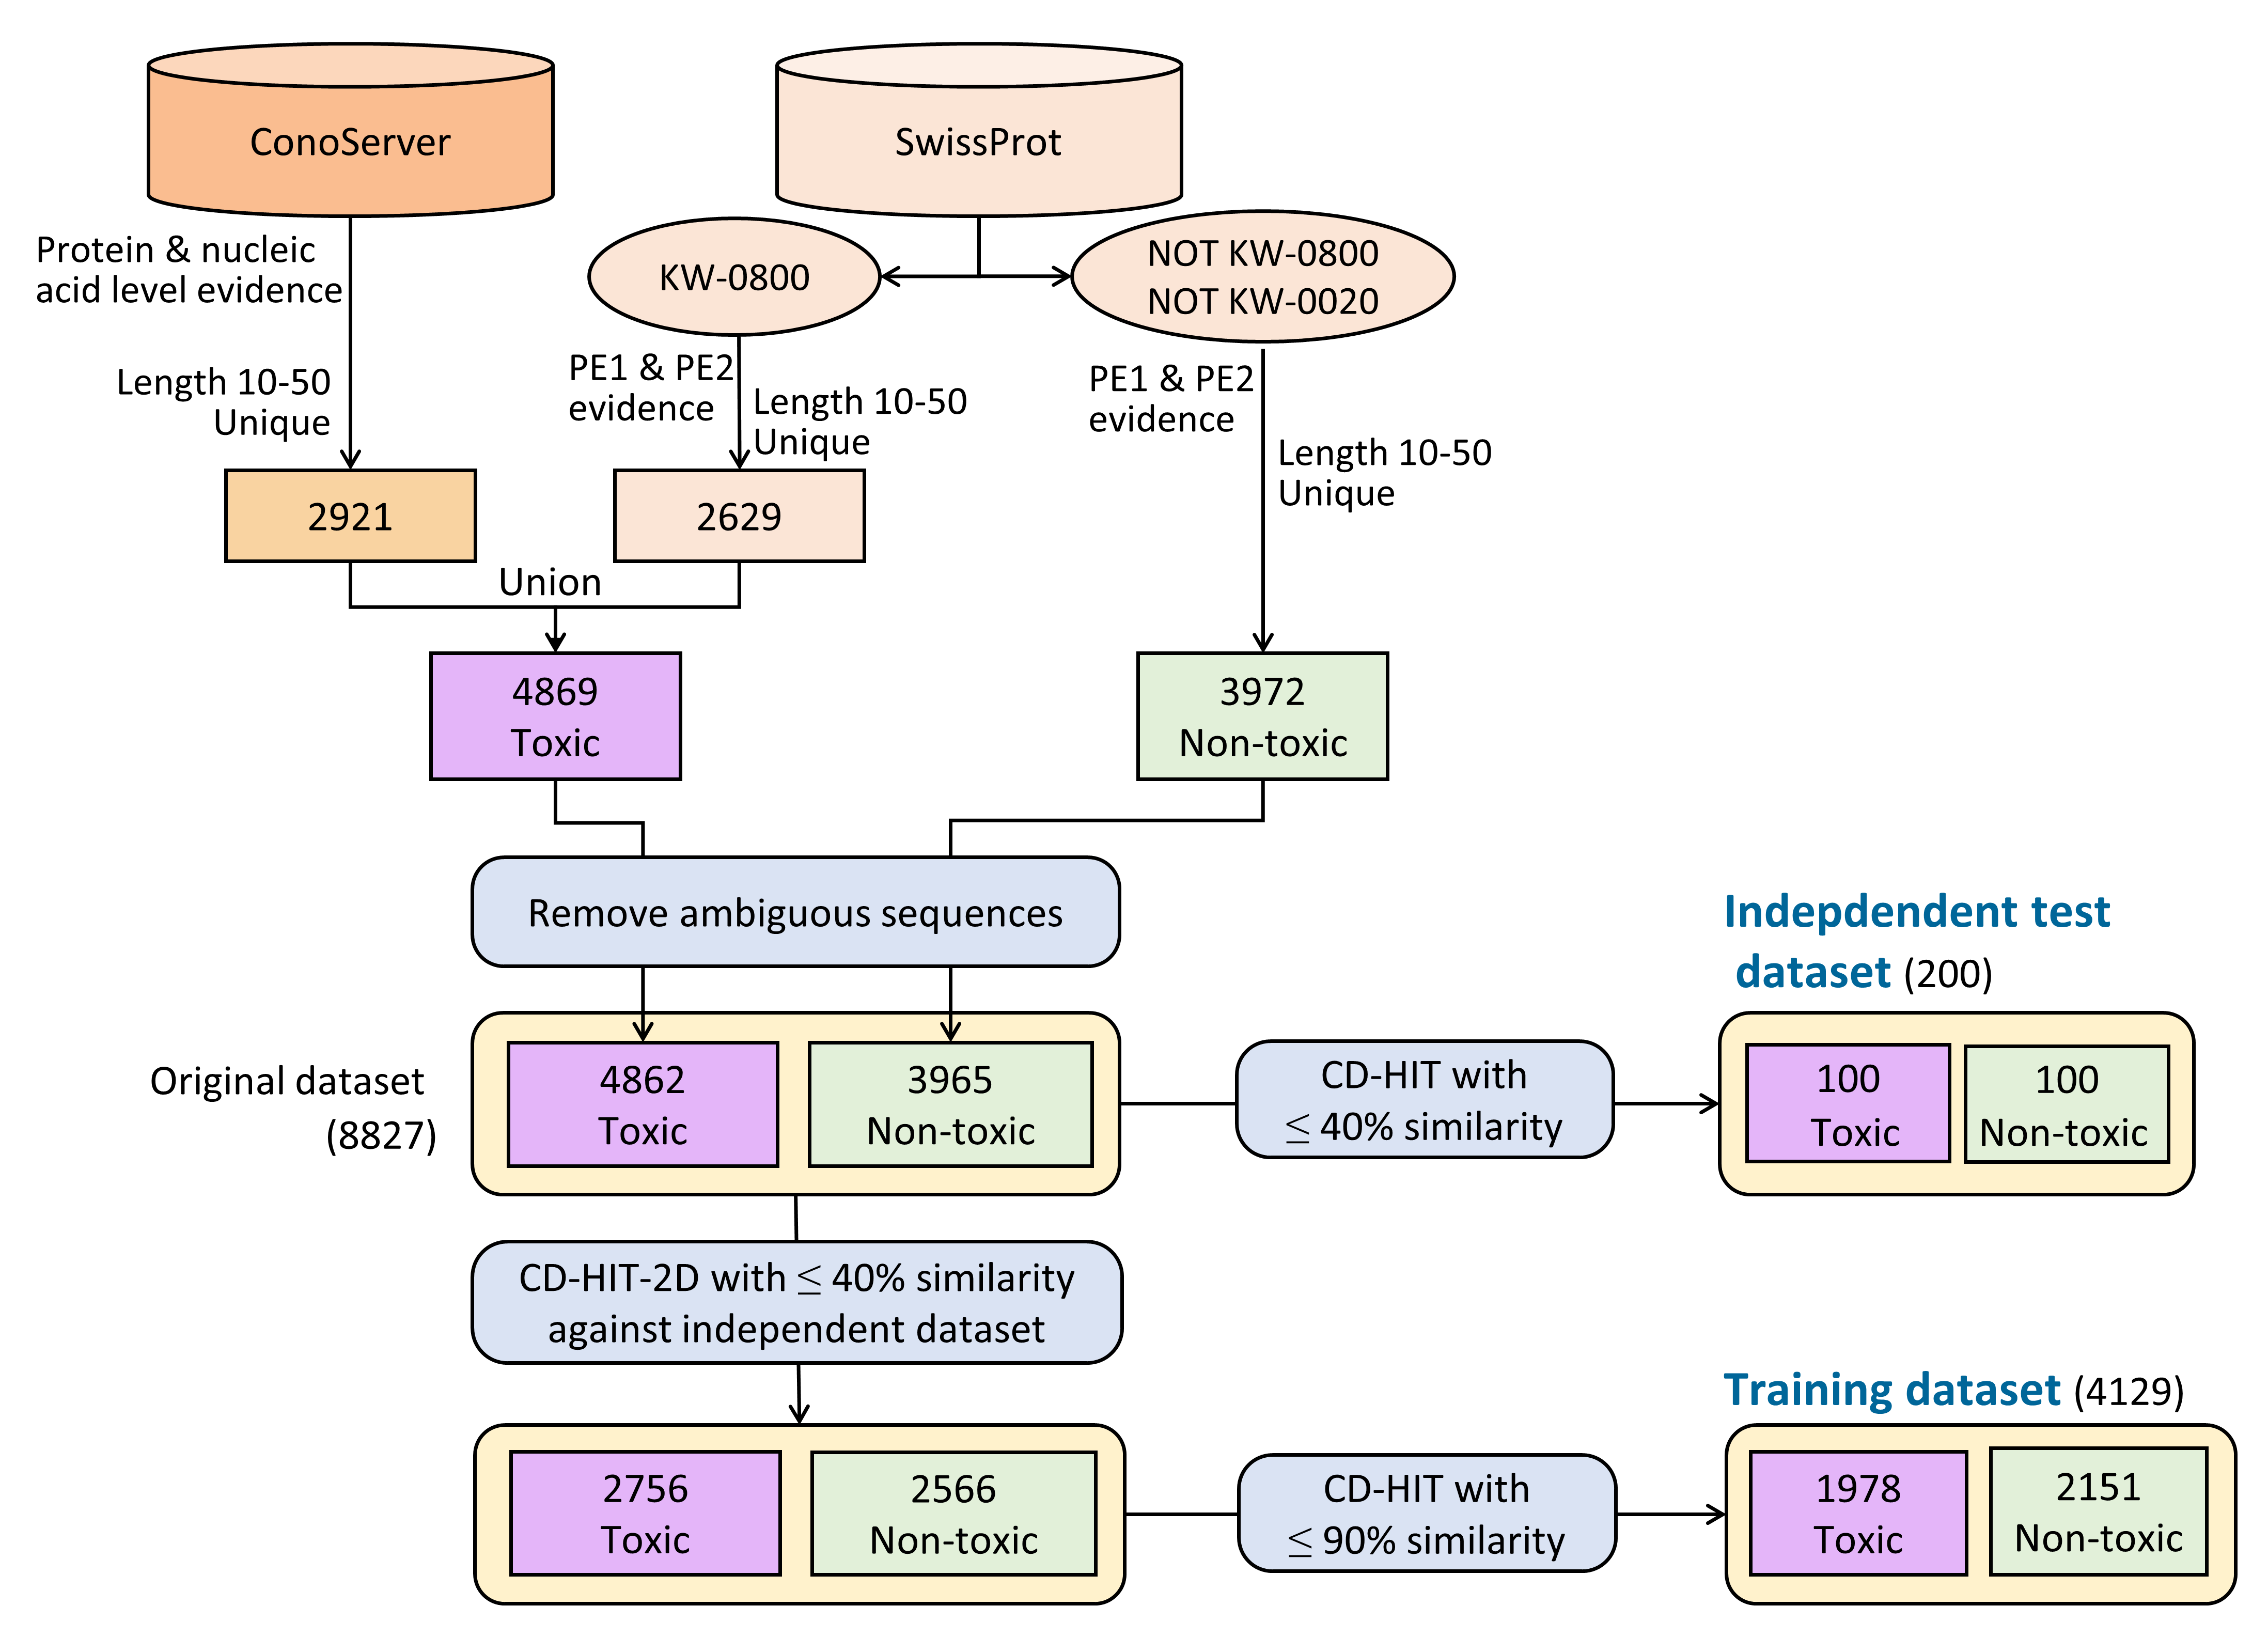 ConoServer
SwissProt
Protein & nucleic
acid level evidence
Length 10-50
Unique
KW-0800
NOT KW-0800
NOT KW-0020
PE1 & PE2
evidence
Length 10-50
Unique
PE1 & PE2
evidence
Length 10-50
Unique
2921
2629
Union
4869
Toxic
3972
Non-toxic
Remove ambiguous sequences
Original dataset
(8827)
4862
Toxic
3965
Non-toxic
CD-HIT with
≤ 40% similarity
Indepdendent test
dataset (200)
100
Toxic
100
Non-toxic
CD-HIT-2D with ≤ 40% similarity
against independent dataset
2756
Toxic
2566
Non-toxic
CD-HIT with
≤ 90% similarity
Training dataset (4129)
1978
Toxic
2151
Non-toxic